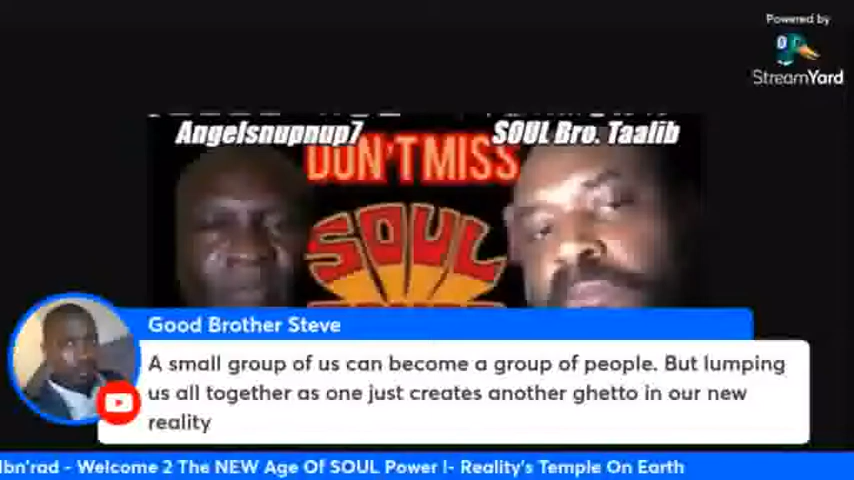 Powered by
StreamYard
Angelsnupnup7 SOUL Bro. Taalib
DON'T MISS
SOUL
Good Brother Steve
A small group of us can become a group of people. But lumping
us all together as one just creates another ghetto in our new
reality
Ibn'rad - Welcome 2 The NEW Age Of SOUL Power !- Reality's Temple On Earth